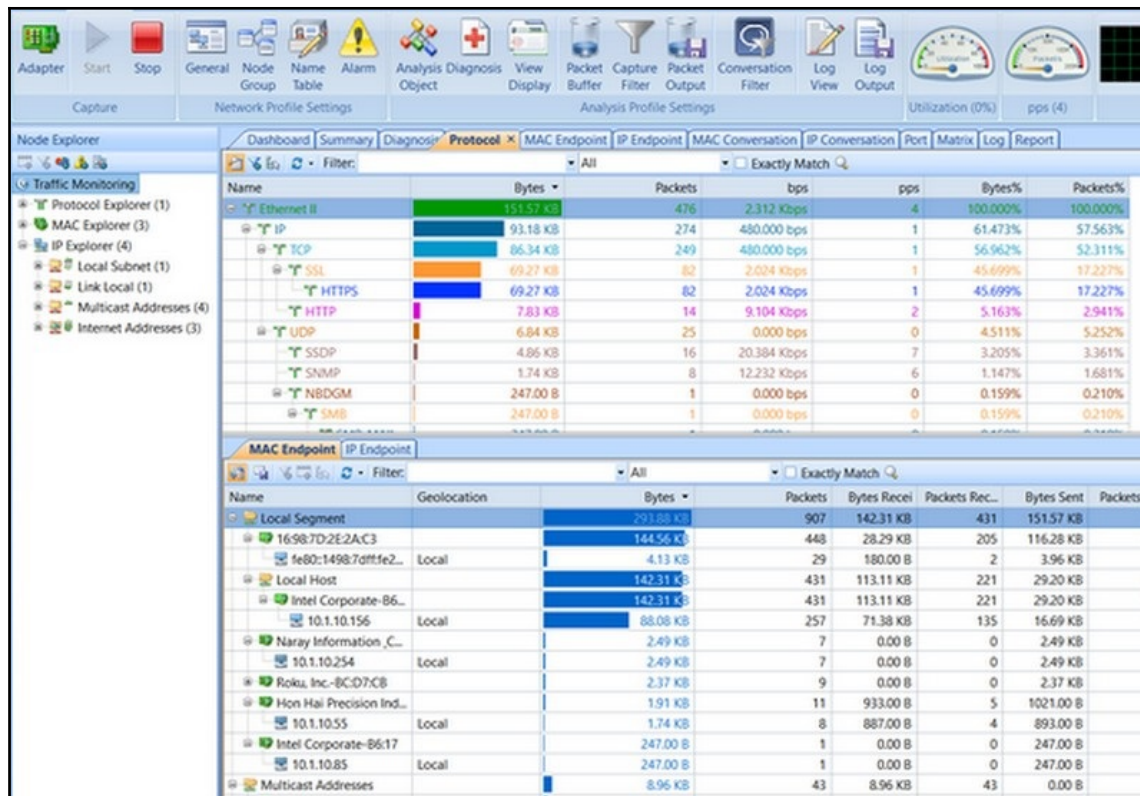 Adapter Start Stop General Node Group Name Table Alarm Analysis Object Diagnosis View Display Packet Buffer Capture Filter Packet Output Conversation Filter Log View Log Output
Capture Network Profile Settings Analysis Profile Settings Utilization (0%) pps (4)
Node Explorer
Traffic Monitoring
Protocol Explorer (1)
MAC Explorer (3)
IP Explorer (4)
Local Subnet (1)
Link Local (1)
Multicast Addresses (4)
Internet Addresses (3)
Dashboard Summary Diagnosis Protocol × MAC Endpoint IP Endpoint MAC Conversation IP Conversation Port Matrix Log Report
Filter: All Exactly Match
Name Bytes Packets bps pps Bytes% Packets%
Ethernet II 151.57 KB 476 2.312 Kbps 4 100.000% 100.000%
IP 93.18 KB 274 480.000 bps 1 61.473% 57.563%
TCP 86.34 KB 249 480.000 bps 1 56.962% 52.311%
SSL 69.27 KB 82 2.024 Kbps 1 45.699% 17.227%
HTTPS 69.27 KB 82 2.024 Kbps 1 45.699% 17.227%
HTTP 7.83 KB 14 9.104 Kbps 2 5.163% 2.941%
UDP 6.84 KB 25 0.000 bps 0 4.511% 5.252%
SSDP 4.86 KB 16 20.384 Kbps 7 3.205% 3.361%
SNMP 1.74 KB 8 12.232 Kbps 6 1.147% 1.681%
NBDGM 247.00 B 1 0.000 bps 0 0.159% 0.210%
SMB 247.00 B 1 0.000 bps 0 0.159% 0.210%
MAC Endpoint IP Endpoint
Filter: All Exactly Match
Name Geolocation Bytes Packets Bytes Recei Packets Rec... Bytes Sent Packets
Local Segment 293.88 KB 907 142.31 KB 431 151.57 KB
16:98:7D:2E:2A:C3 144.56 KB 448 28.29 KB 205 116.28 KB
fe80::1498:7dff:fe2... Local 4.13 KB 29 180.00 B 2 3.96 KB
Local Host 142.31 KB 431 113.11 KB 221 29.20 KB
Intel Corporate-B6... 142.31 KB 431 113.11 KB 221 29.20 KB
10.1.10.156 Local 88.08 KB 257 71.38 KB 135 16.69 KB
Naray Information ,C... 2.49 KB 7 0.00 B 0 2.49 KB
10.1.10.254 Local 2.49 KB 7 0.00 B 0 2.49 KB
Roku, Inc.-BC:D7:CB 2.37 KB 9 0.00 B 0 2.37 KB
Hon Hai Precision Ind... 1.91 KB 11 933.00 B 5 1021.00 B
10.1.10.55 Local 1.74 KB 8 887.00 B 4 893.00 B
Intel Corporate-B6:17 247.00 B 1 0.00 B 0 247.00 B
10.1.10.85 Local 247.00 B 1 0.00 B 0 247.00 B
Multicast Addresses 8.96 KB 43 8.96 KB 43 0.00 B